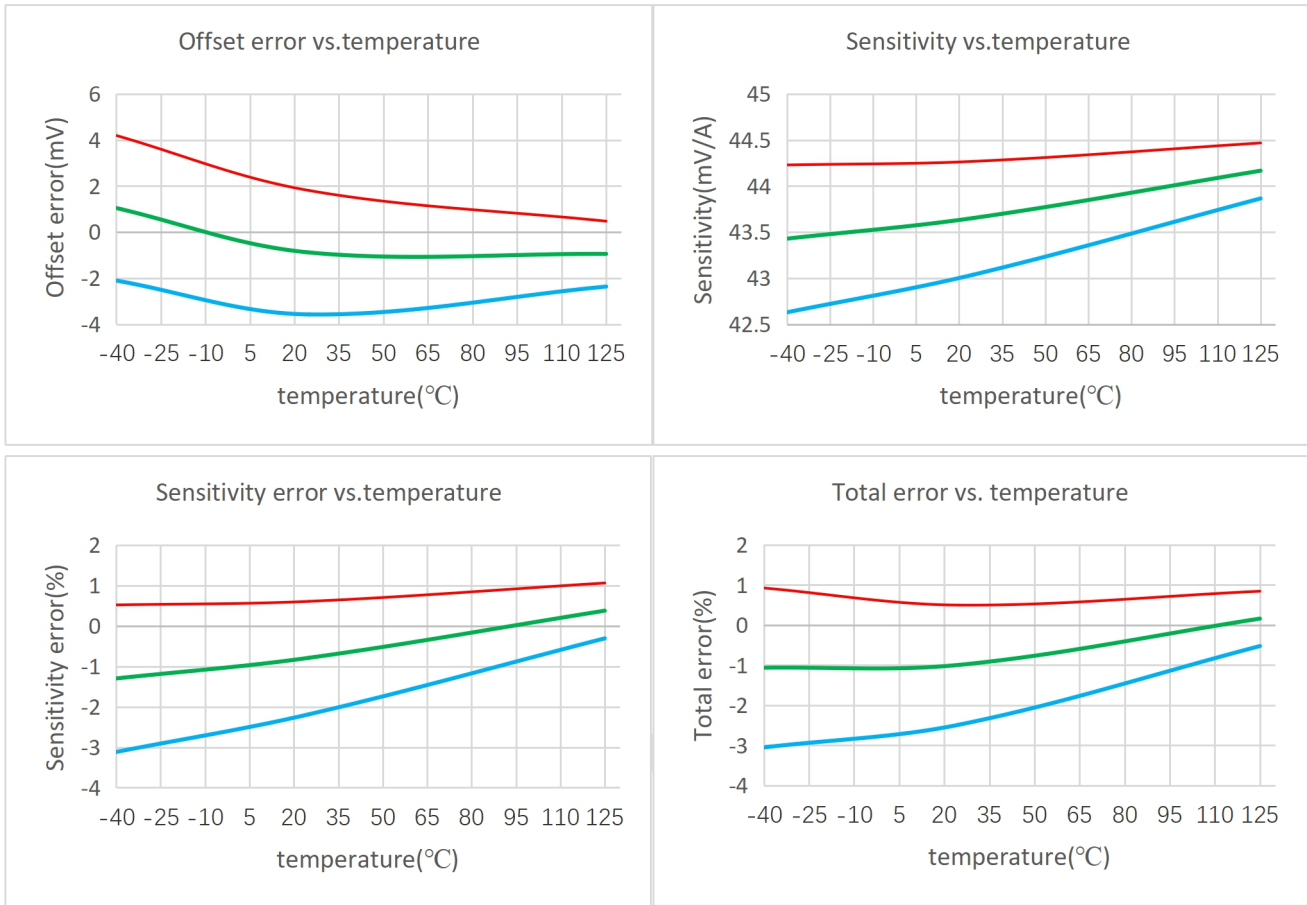 Offset error vs.temperature
6
4
2
0
-2
-4
Offset error(mV)
-40 -25 -10 5 20 35 50 65 80 95 110 125
temperature(℃)
Sensitivity vs.temperature
45
44.5
44
43.5
43
42.5
Sensitivity(mV/A)
-40 -25 -10 5 20 35 50 65 80 95 110 125
temperature(℃)
Sensitivity error vs.temperature
2
1
0
-1
-2
-3
-4
Sensitivity error(%)
-40 -25 -10 5 20 35 50 65 80 95 110 125
temperature(℃)
Total error vs. temperature
2
1
0
-1
-2
-3
-4
Total error(%)
-40 -25 -10 5 20 35 50 65 80 95 110 125
temperature(℃)